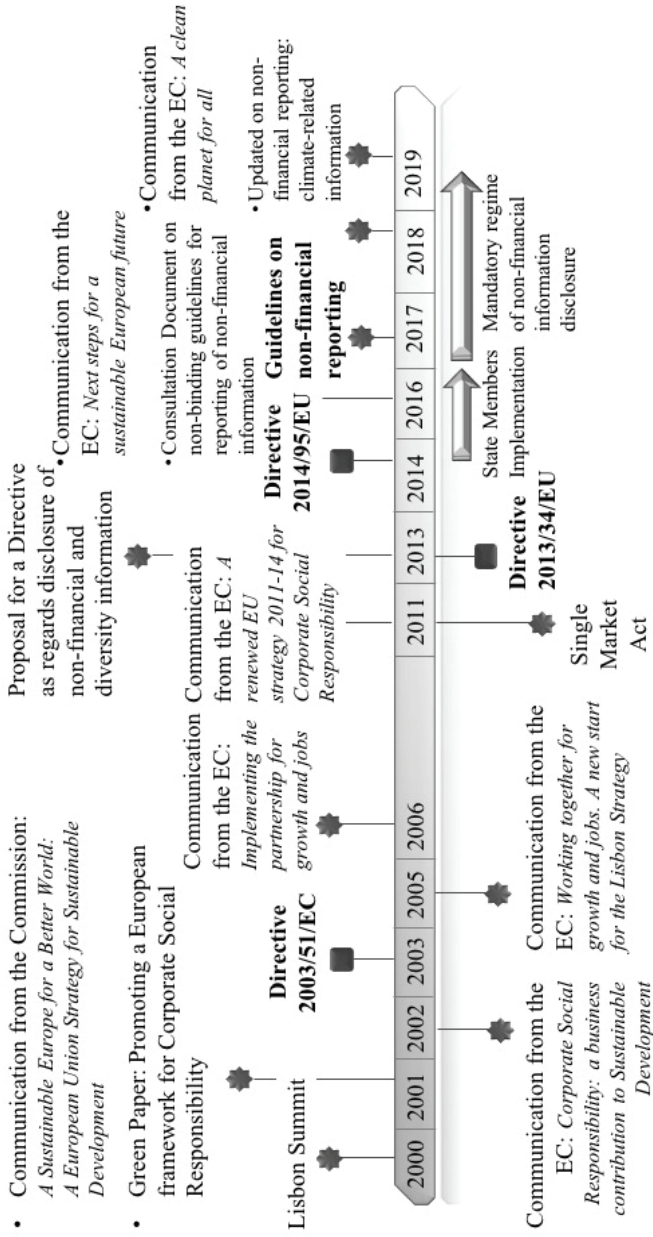 • Communication from the Commission:
A Sustainable Europe for a Better World:
A European Union Strategy for Sustainable
Development
• Green Paper: Promoting a European
framework for Corporate Social
Responsibility
Lisbon Summit
Directive
2003/51/EC
Communication
from the EC:
Implementing the
partnership for
growth and jobs
Communication
from the EC: A
renewed EU
strategy 2011-14 for
Corporate Social
Responsibility
Proposal for a Directive
as regards disclosure of
non-financial and
diversity information
Directive
2014/95/EU
• Communication from the
EC: Next steps for a
sustainable European future
• Consultation Document on
non-binding guidelines for
reporting of non-financial
information
Guidelines on
non-financial
reporting
• Communication
from the EC: A clean
planet for all
• Updated on non-
financial reporting:
climate-related
information
2000
2001
2002
2003
2005
2006
2011
2013
2014
2016
2017
2018
2019
Communication from the
EC: Corporate Social
Responsibility: a business
contribution to Sustainable
Development
Communication from the
EC: Working together for
growth and jobs. A new start
for the Lisbon Strategy
Single
Market
Act
Directive
2013/34/EU
State Members
Implementation
Mandatory regime
of non-financial
information
disclosure